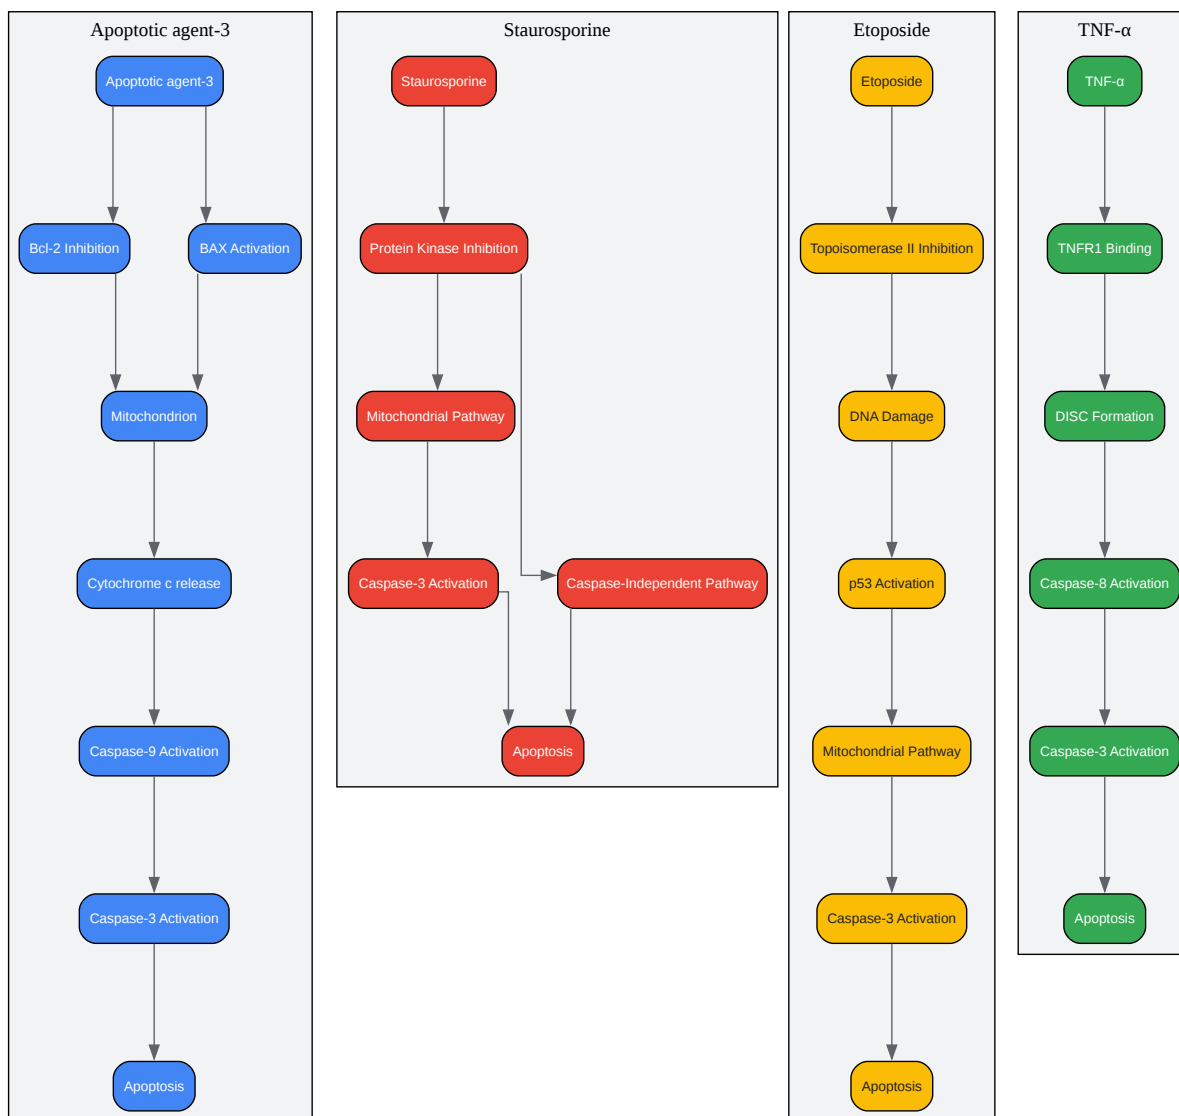 Apoptotic agent-3
Apoptotic agent-3
Bcl-2 Inhibition
BAX Activation
Mitochondrion
Cytochrome c release
Caspase-9 Activation
Caspase-3 Activation
Apoptosis
Staurosporine
Staurosporine
Protein Kinase Inhibition
Mitochondrial Pathway
Caspase-3 Activation
Caspase-Independent Pathway
Apoptosis
Etoposide
Etoposide
Topoisomerase II Inhibition
DNA Damage
p53 Activation
Mitochondrial Pathway
Caspase-3 Activation
Apoptosis
TNF-α
TNF-α
TNFR1 Binding
DISC Formation
Caspase-8 Activation
Caspase-3 Activation
Apoptosis